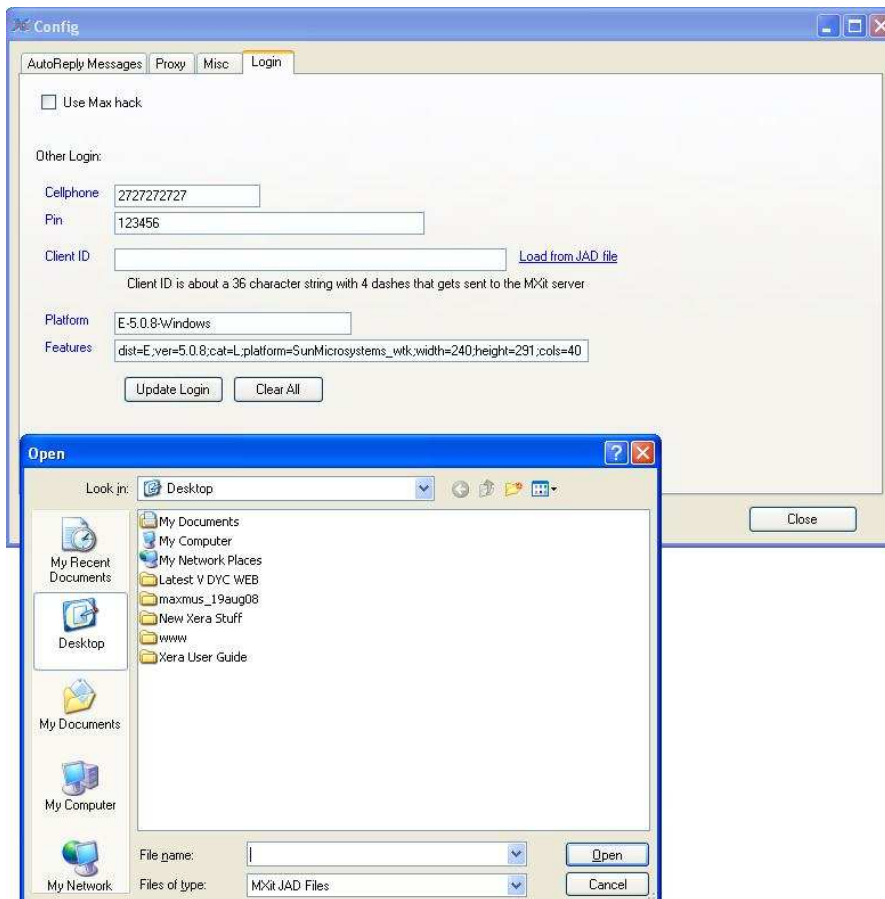 Config
AutoReply Messages Proxy Misc Login
Use Max hack
Other Login:
Cellphone 2727272727
Pin 123456
Client ID Load from JAD file
Client ID is about a 36 character string with 4 dashes that gets sent to the MXit server
Platform E-5.0.8-Windows
Features dist=E;ver=5.0.8;cat=L;platform=SunMicrosystems_wtk;width=240;height=291;cols=40
Update Login Clear All
Close
Open
Look in: Desktop
My Recent Documents
Desktop
My Documents
My Computer
My Network
My Documents
My Computer
My Network Places
Latest V DYC WEB
maxmus_19aug08
New Xera Stuff
www
Xera User Guide
File name: Open
Files of type: MXit JAD Files Cancel